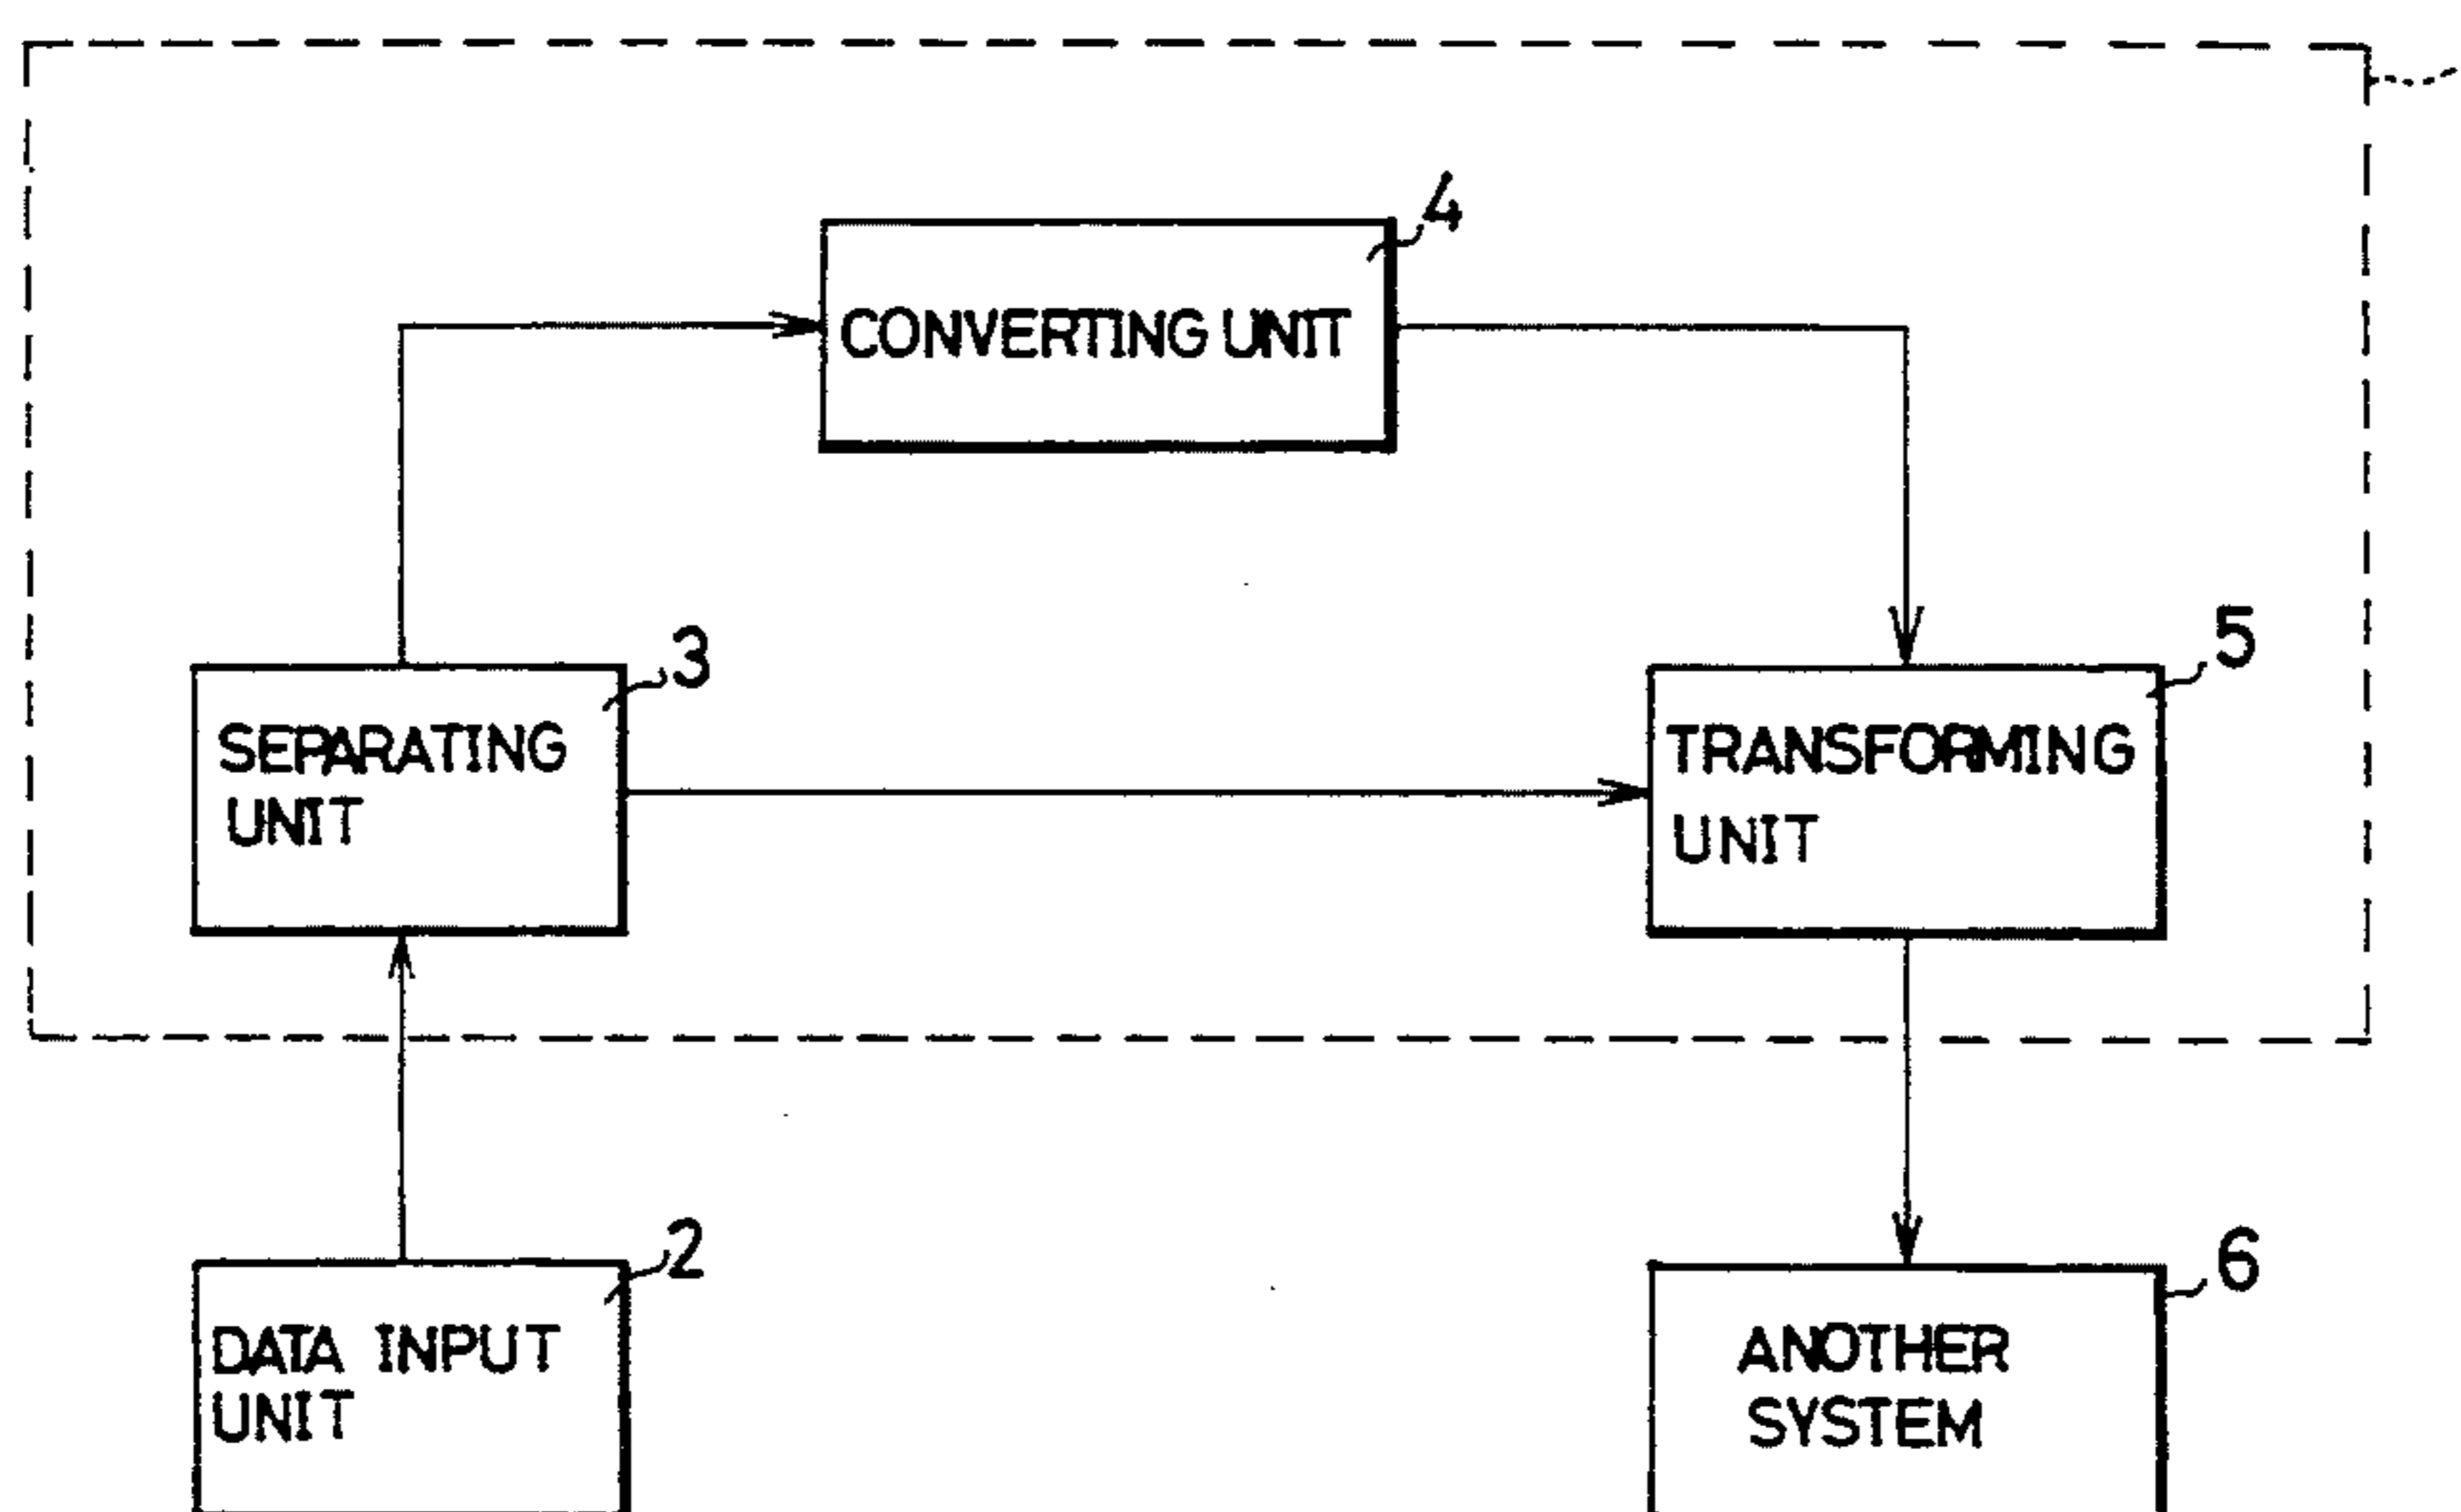 4
CONVERTING UNIT
3
SEPARATING
UNIT
5
TRANSFORMING
UNIT
2
DATA INPUT
UNIT
6
ANOTHER
SYSTEM